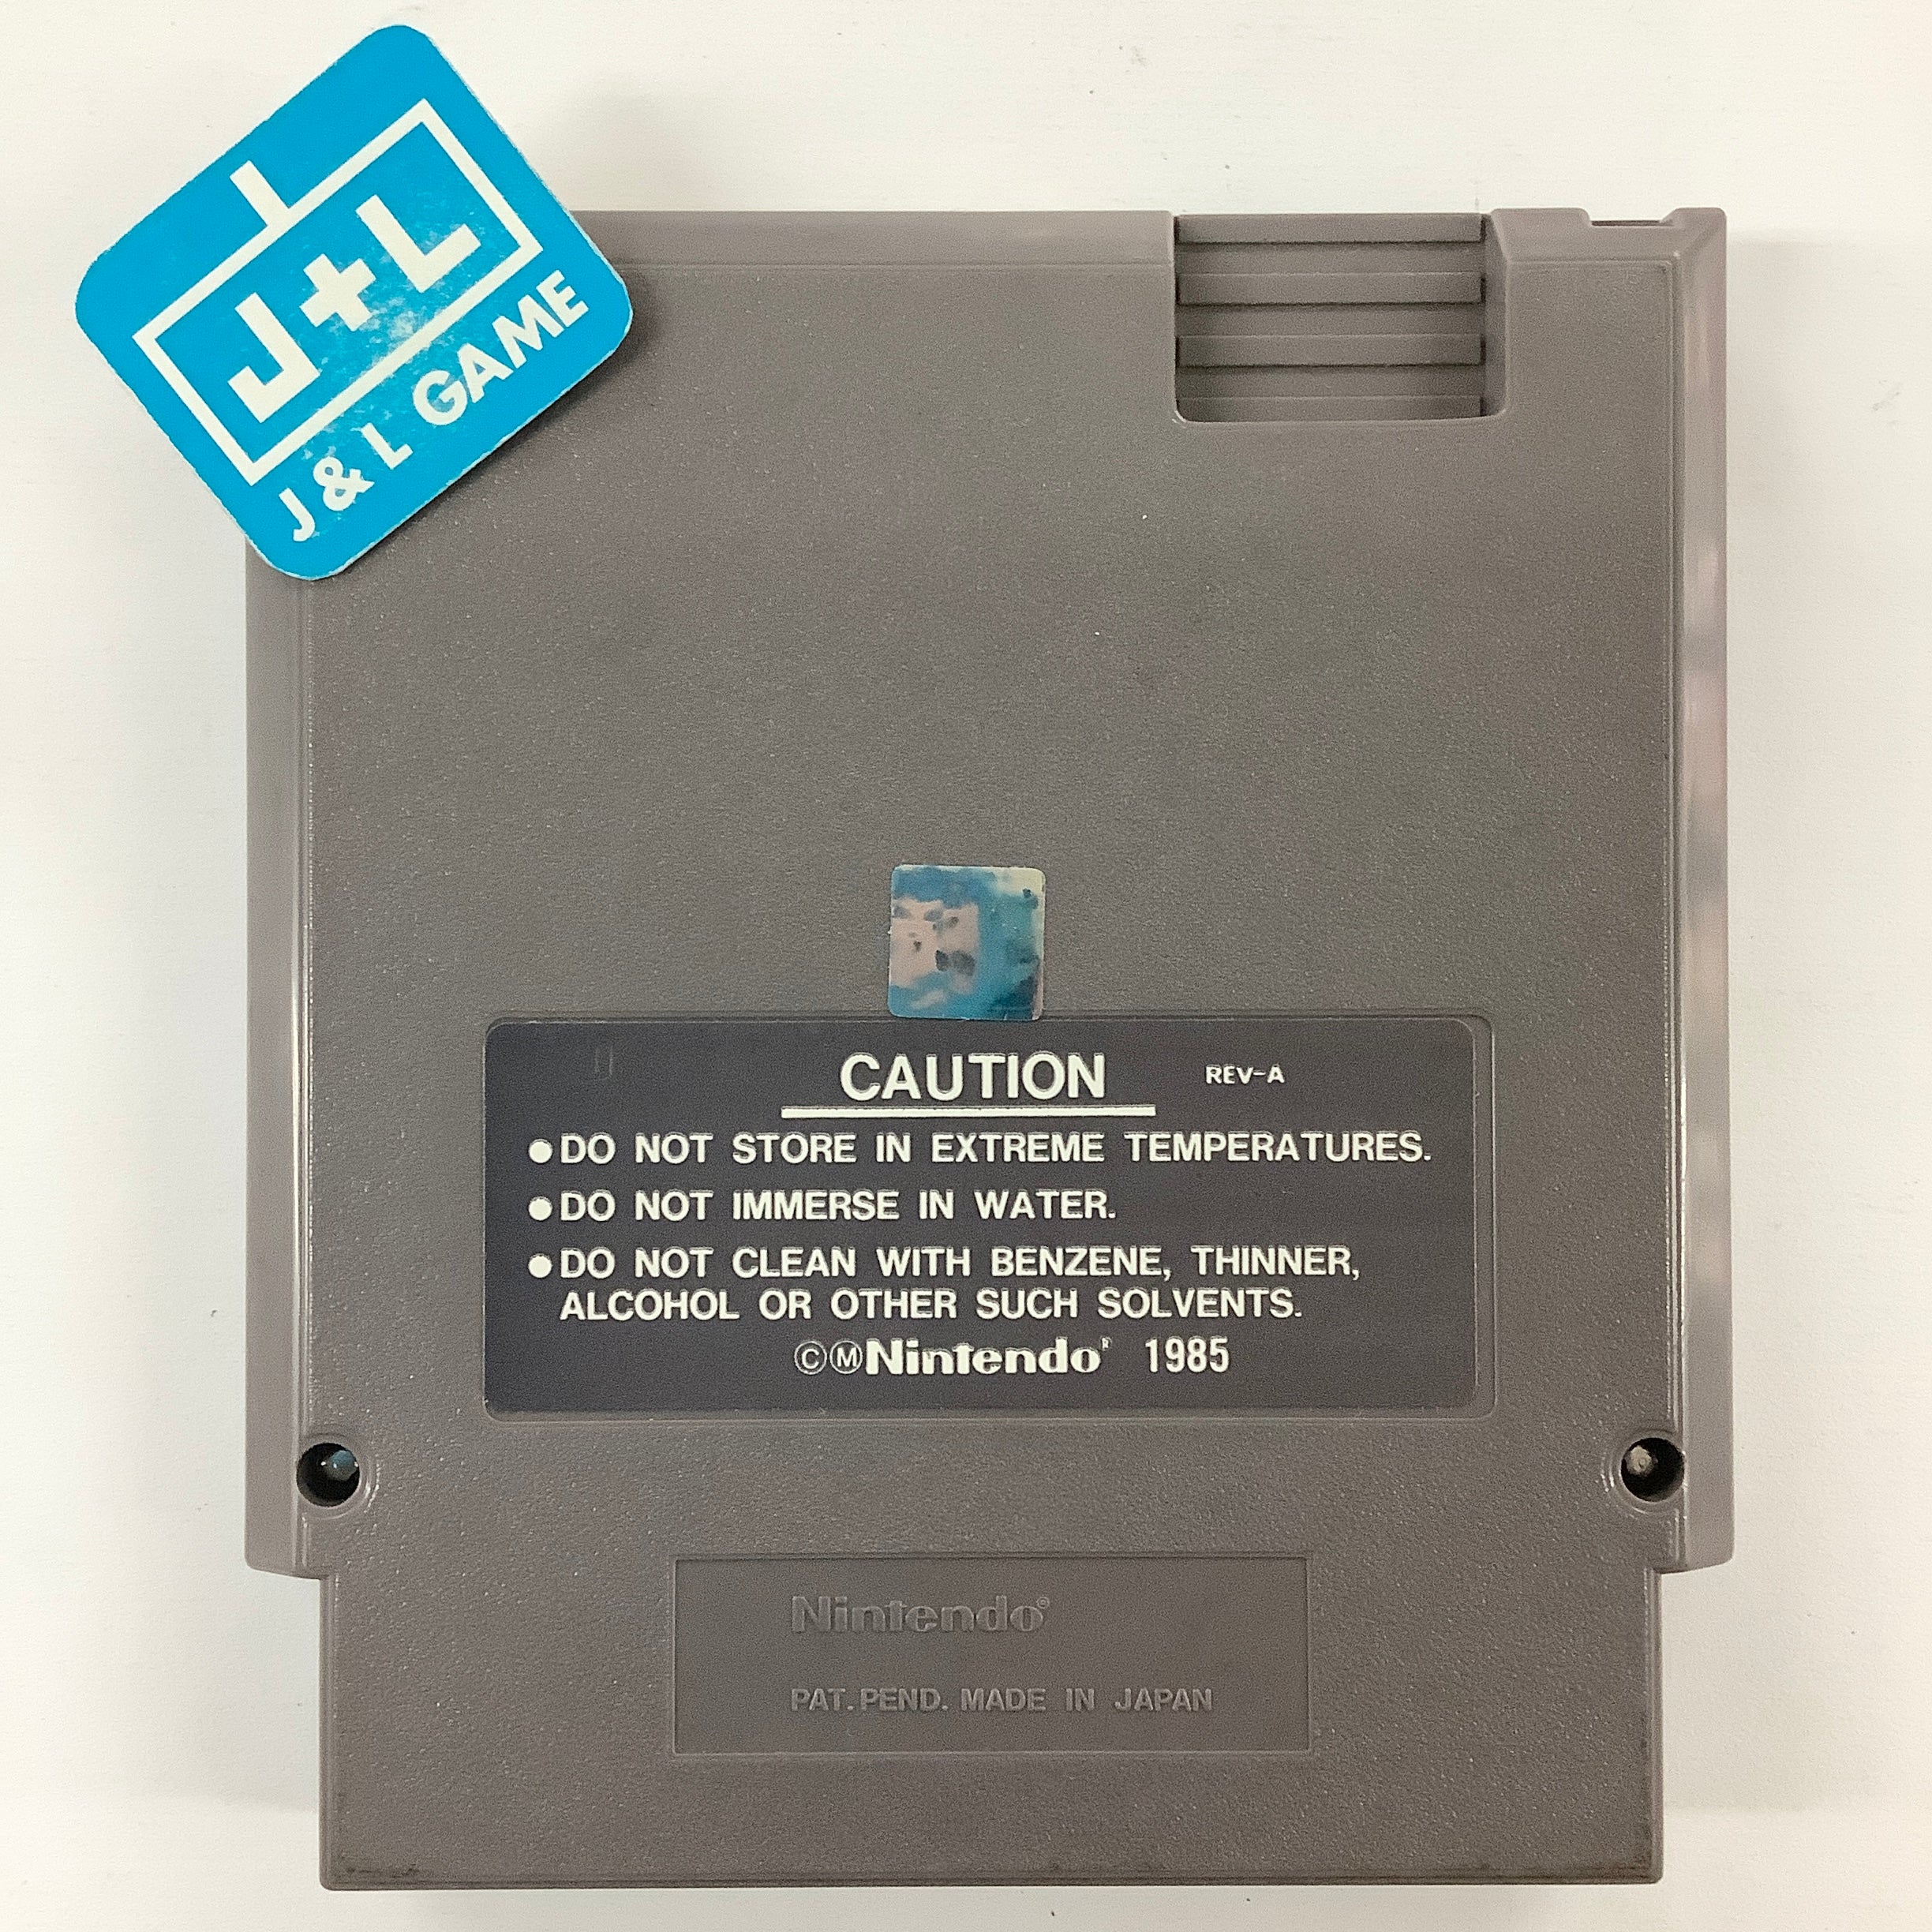 J+L
J & L GAME
CAUTION REV-A
●DO NOT STORE IN EXTREME TEMPERATURES.
●DO NOT IMMERSE IN WATER.
●DO NOT CLEAN WITH BENZENE, THINNER,
ALCOHOL OR OTHER SUCH SOLVENTS.
©ⓂNintendo® 1985
Nintendo®
PAT. PEND. MADE IN JAPAN